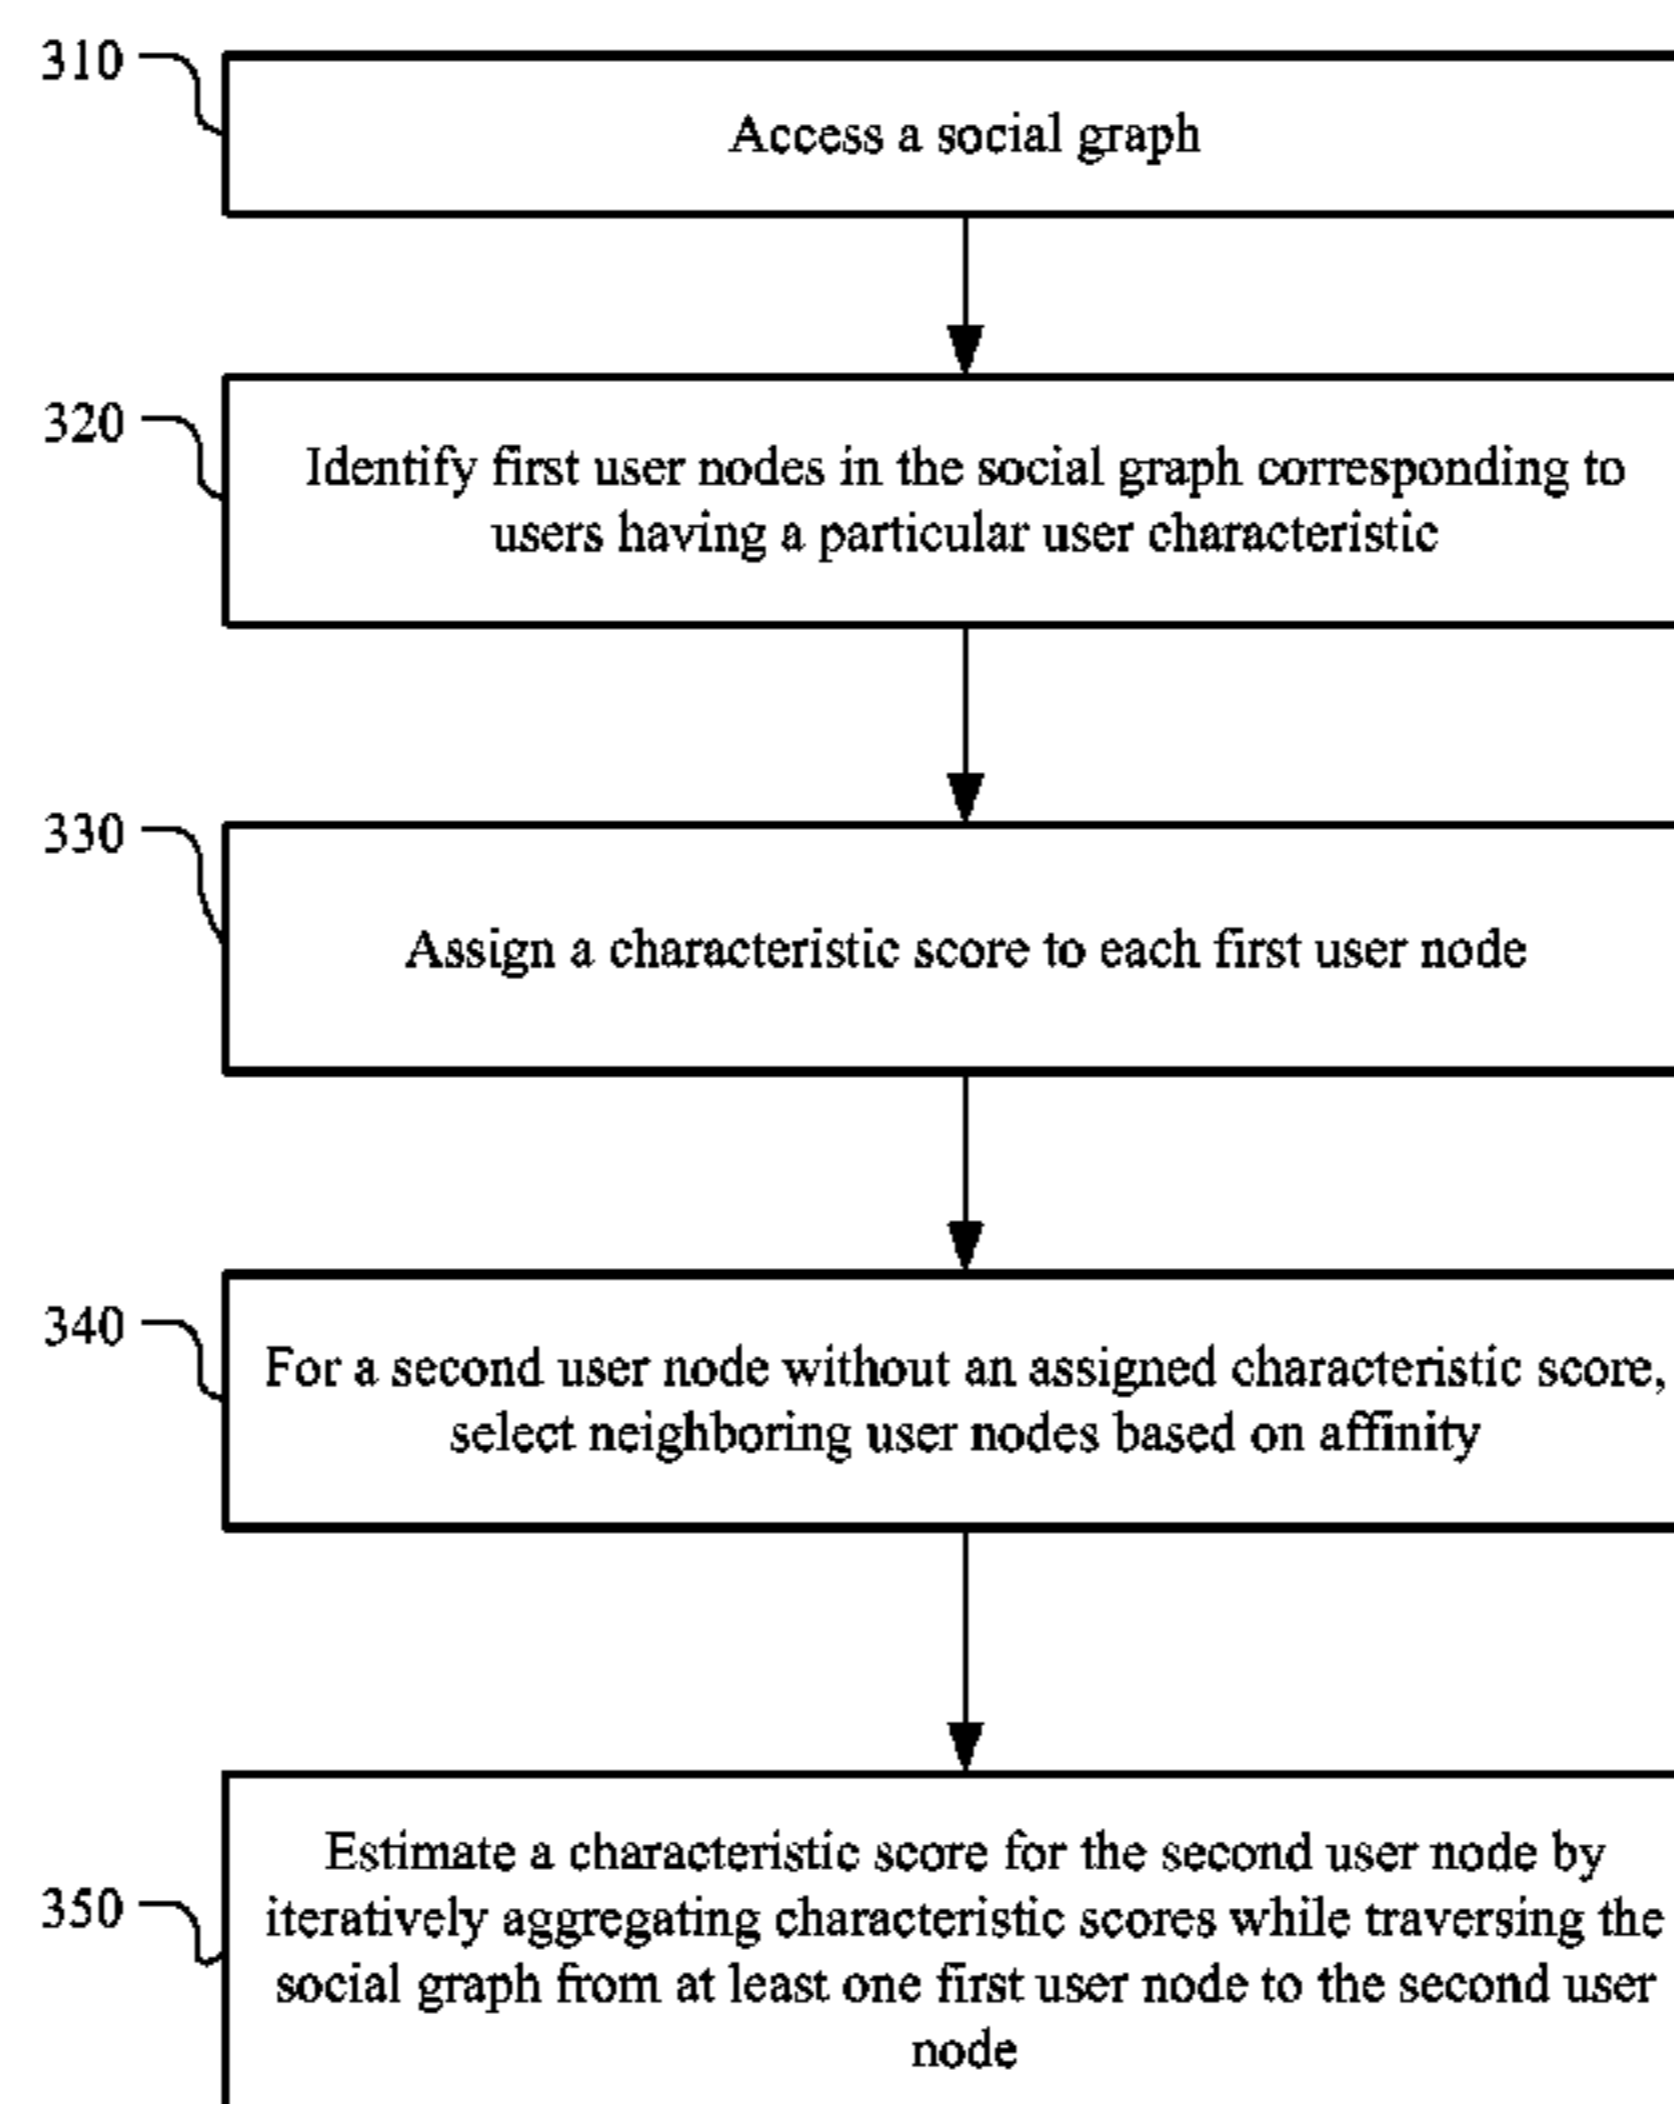 310
Access a social graph
320
Identify first user nodes in the social graph corresponding to
users having a particular user characteristic
330
Assign a characteristic score to each first user node
340
For a second user node without an assigned characteristic score,
select neighboring user nodes based on affinity
350
Estimate a characteristic score for the second user node by
iteratively aggregating characteristic scores while traversing the
social graph from at least one first user node to the second user
node